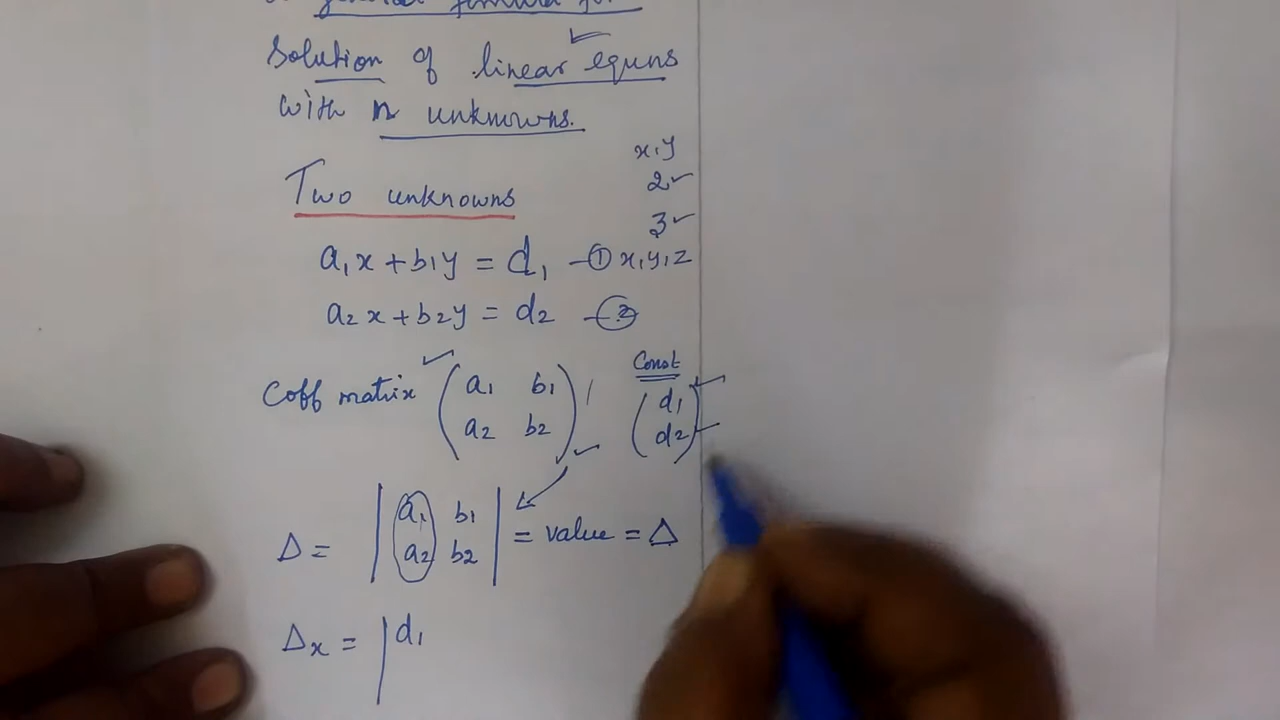 Solution of linear equns
with n unknowns.
x,y
2✓
Two unknowns
3✓
a₁x + b₁y = d₁ —① x,y,z
a₂x + b₂y = d₂ —②
Const
Coff matrix ✓ (a₁ b₁) (d₁)
(a₂ b₂) (d₂)
Δ = |a₁ b₁| = value = Δ
|a₂ b₂|
Δx = |d₁